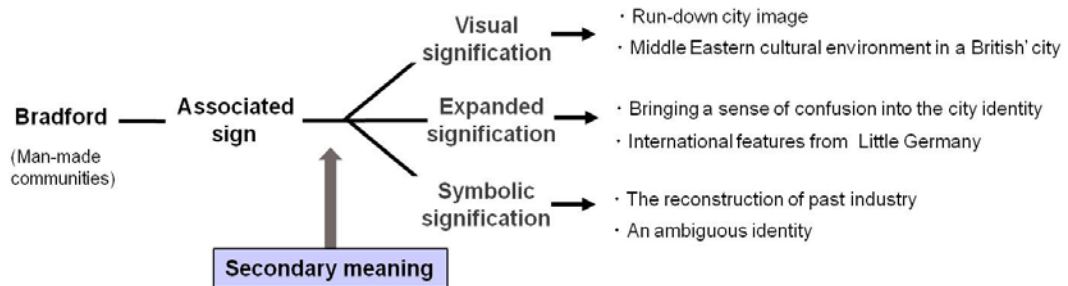 Visual
signification
· Run-down city image
· Middle Eastern cultural environment in a British' city
Bradford
(Man-made
communities)
Associated
sign
Expanded
signification
· Bringing a sense of confusion into the city identity
· International features from Little Germany
Symbolic
signification
· The reconstruction of past industry
· An ambiguous identity
Secondary meaning